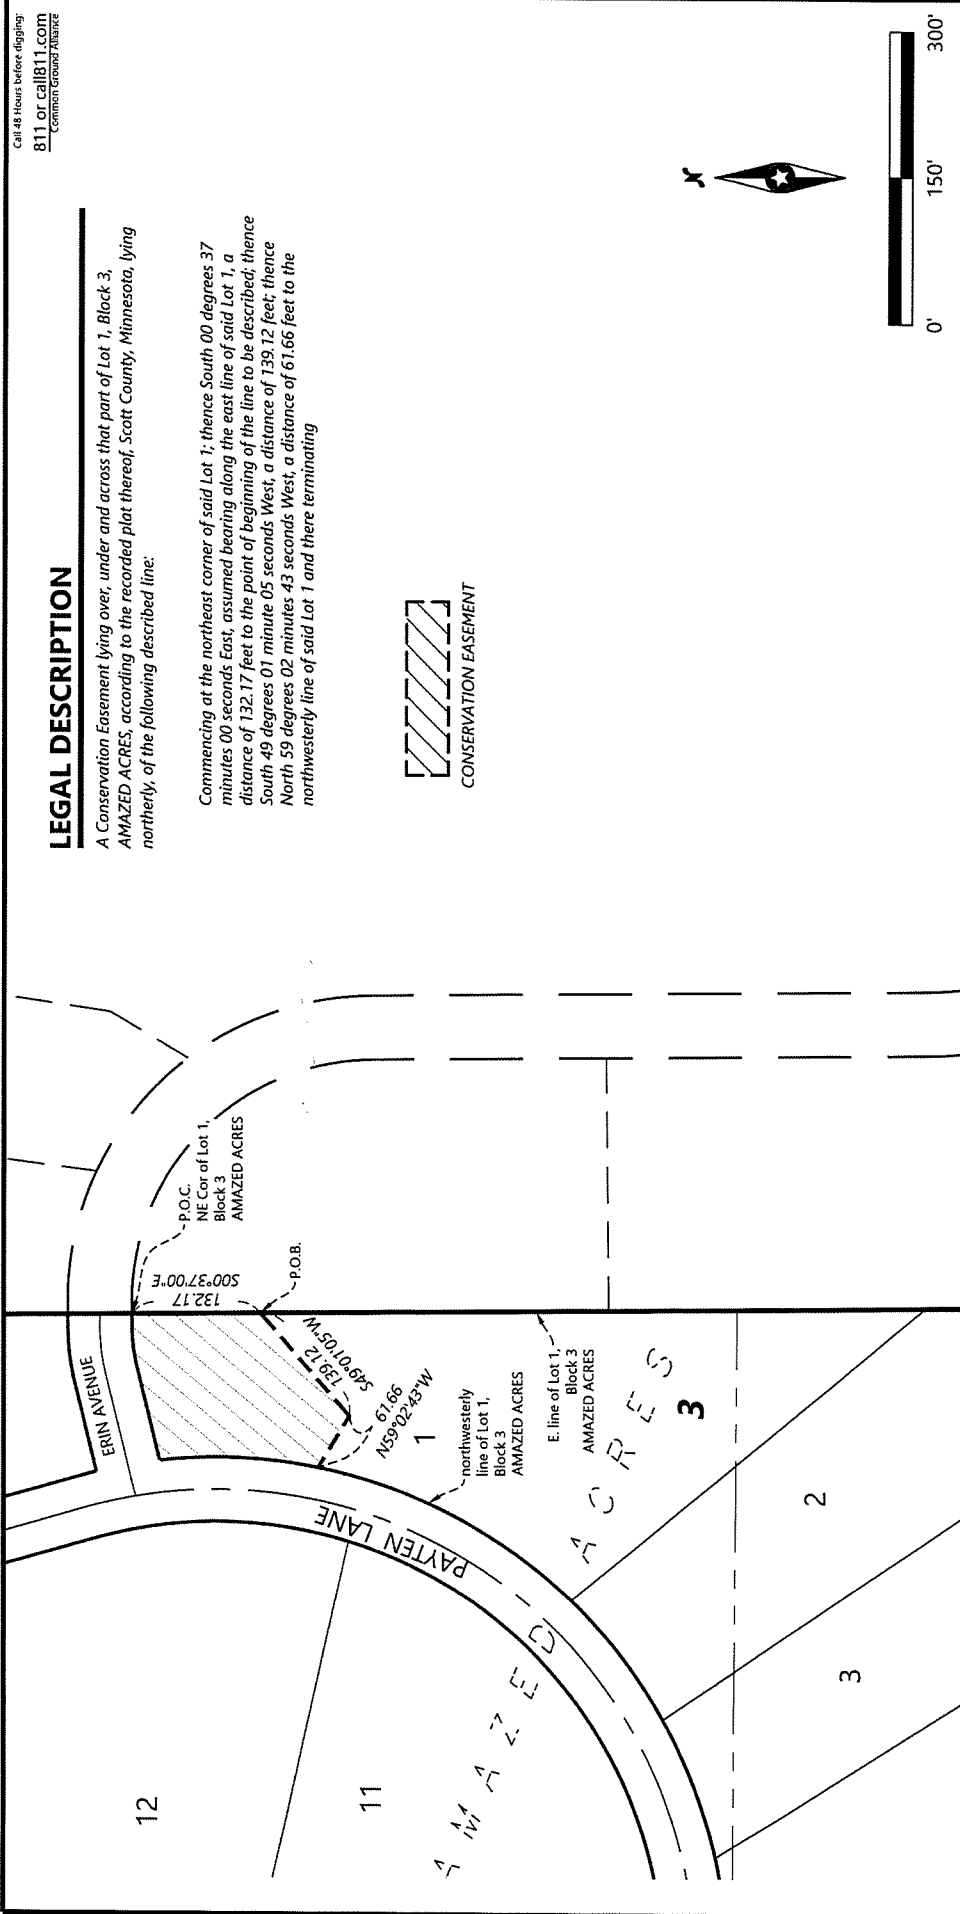 Call 48 Hours before digging:
811 or call811.com
Common Ground Alliance
LEGAL DESCRIPTION
A Conservation Easement lying over, under and across that part of Lot 1, Block 3,
AMAZED ACRES, according to the recorded plat thereof, Scott County, Minnesota, lying
northerly, of the following described line:
Commencing at the northeast corner of said Lot 1; thence South 00 degrees 37
minutes 00 seconds East, assumed bearing along the east line of said Lot 1, a
distance of 132.17 feet to the point of beginning of the line to be described; thence
South 49 degrees 01 minute 05 seconds West, a distance of 139.12 feet; thence
North 59 degrees 02 minutes 43 seconds West, a distance of 61.66 feet to the
northwesterly line of said Lot 1 and there terminating
CONSERVATION EASEMENT
N
0'
150'
300'
P.O.C.
NE Cor of Lot 1,
Block 3
AMAZED ACRES
132.17
S00°37'00"E
P.O.B.
ERIN AVENUE
139.12
S49°01'05"W
61.66
N59°02'43"W
1
northwesterly
line of Lot 1,
Block 3
AMAZED ACRES
E. line of Lot 1,
Block 3
AMAZED ACRES
PAYTEN LANE
12
11
AMAZED ACRES
3
2
3